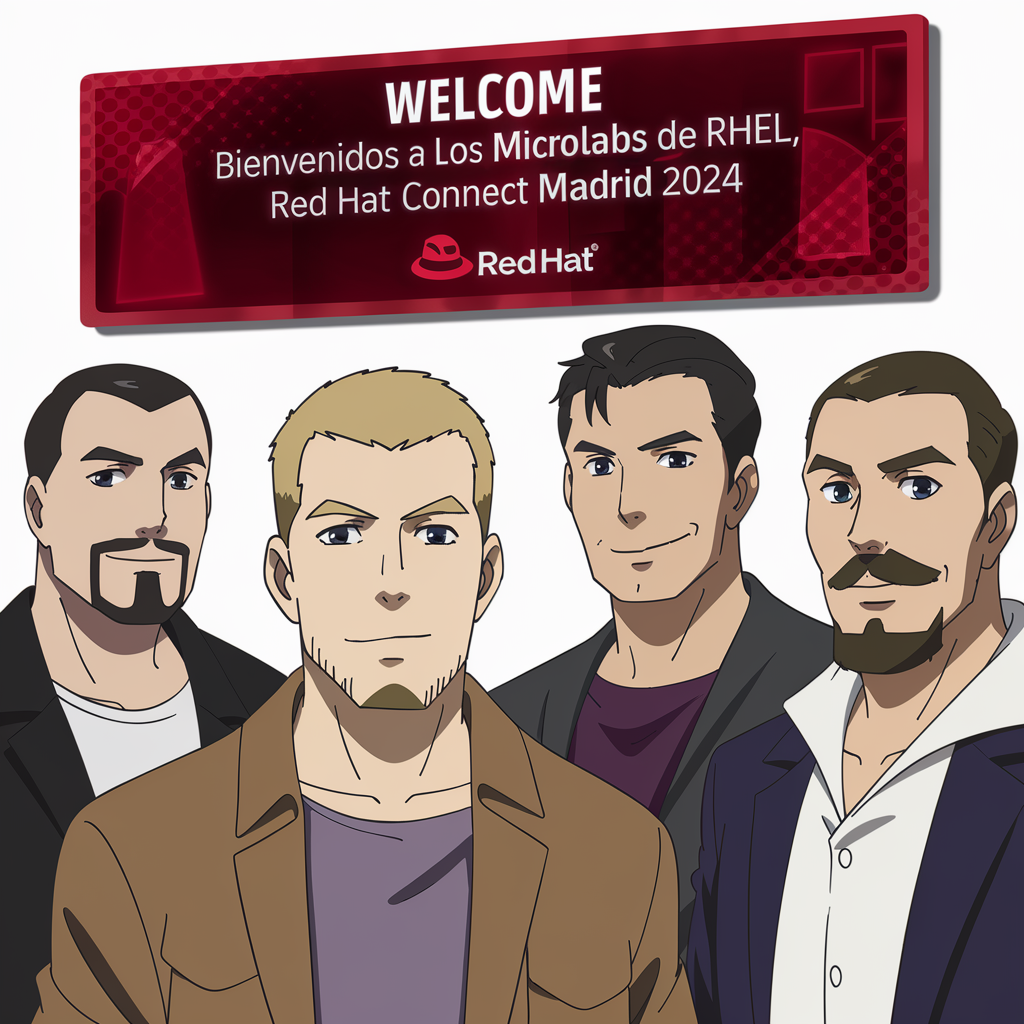 WELCOME
Bienvenidos a Los Microlabs de RHEL,
Red Hat Connect Madrid 2024
Red Hat